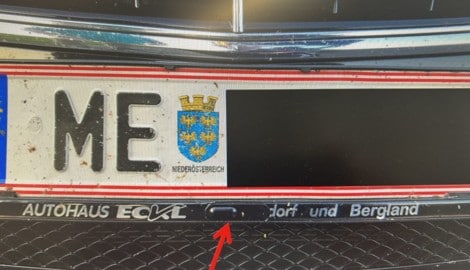 ME
NIEDERÖSTERREICH
AUTOHAUS ECKL dorf und Bergland